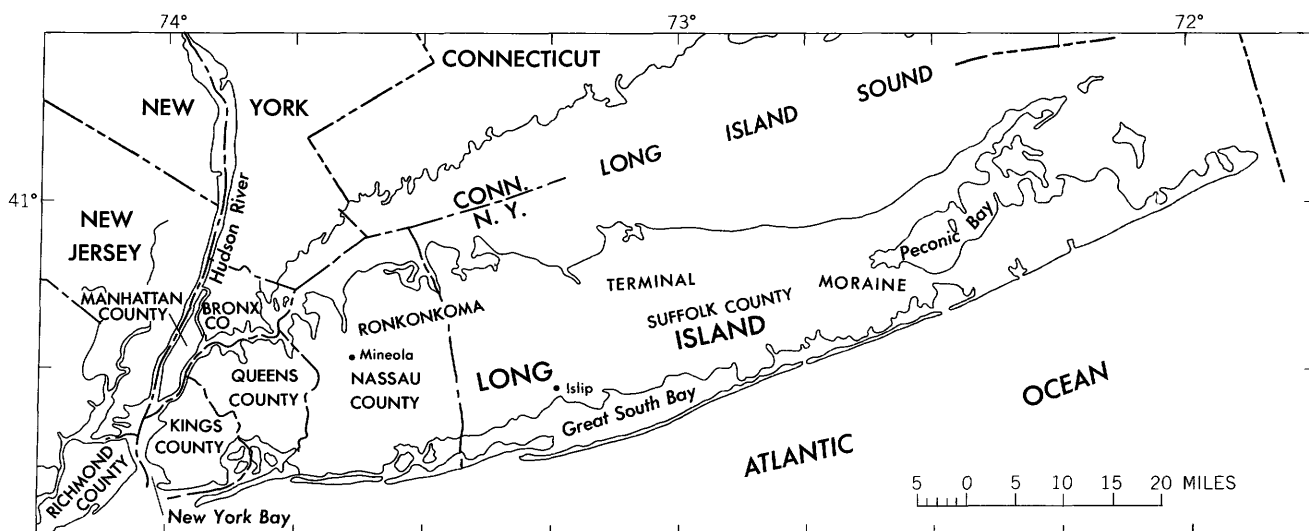 74°
73°
72°
CONNECTICUT
NEW YORK
LONG ISLAND SOUND
41°
CONN.
N. Y.
NEW
JERSEY
Hudson River
Peconic Bay
MANHATTAN
COUNTY
BRONX
CO
TERMINAL MORAINE
SUFFOLK COUNTY
RONKONKOMA
ISLAND
Mineola
NASSAU
COUNTY
QUEENS
COUNTY
LONG
Islip
Great South Bay
OCEAN
KINGS
COUNTY
ATLANTIC
RICHMOND
COUNTY
New York Bay
5 0 5 10 15 20 MILES